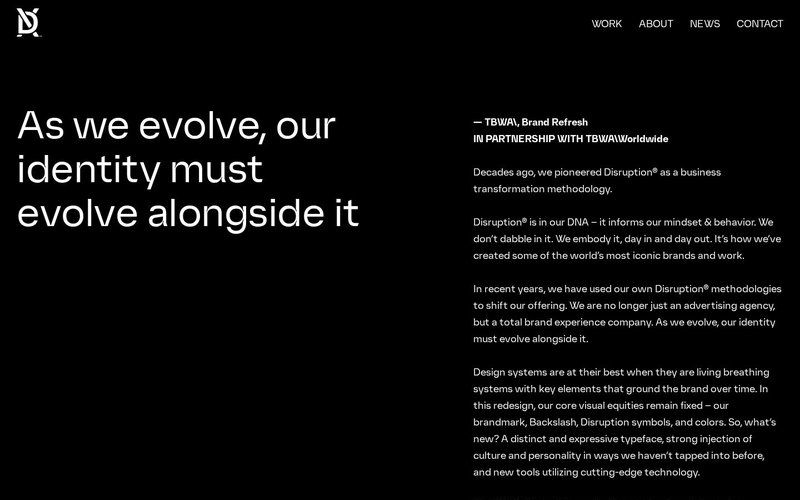 WORK ABOUT NEWS CONTACT
As we evolve, our
identity must
evolve alongside it
— TBWA\, Brand Refresh
IN PARTNERSHIP WITH TBWA\Worldwide
Decades ago, we pioneered Disruption® as a business
transformation methodology.
Disruption® is in our DNA – it informs our mindset & behavior. We
don't dabble in it. We embody it, day in and day out. It's how we've
created some of the world's most iconic brands and work.
In recent years, we have used our own Disruption® methodologies
to shift our offering. We are no longer just an advertising agency,
but a total brand experience company. As we evolve, our identity
must evolve alongside it.
Design systems are at their best when they are living breathing
systems with key elements that ground the brand over time. In
this redesign, our core visual equities remain fixed – our
brandmark, Backslash, Disruption symbols, and colors. So, what's
new? A distinct and expressive typeface, strong injection of
culture and personality in ways we haven't tapped into before,
and new tools utilizing cutting-edge technology.